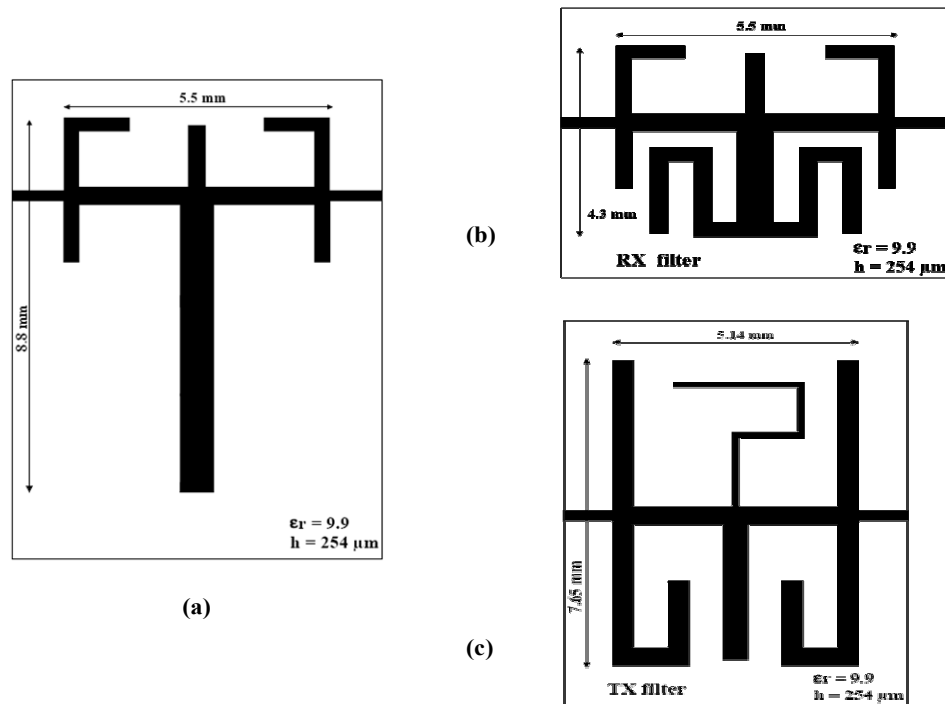 5.5 mm
8.8 mm
εr = 9.9
h = 254 µm
(a)
5.5 mm
4.3 mm
(b)
RX filter
εr = 9.9
h = 254 µm
5.14 mm
7.65 mm
(c)
TX filter
εr = 9.9
h = 254 µm